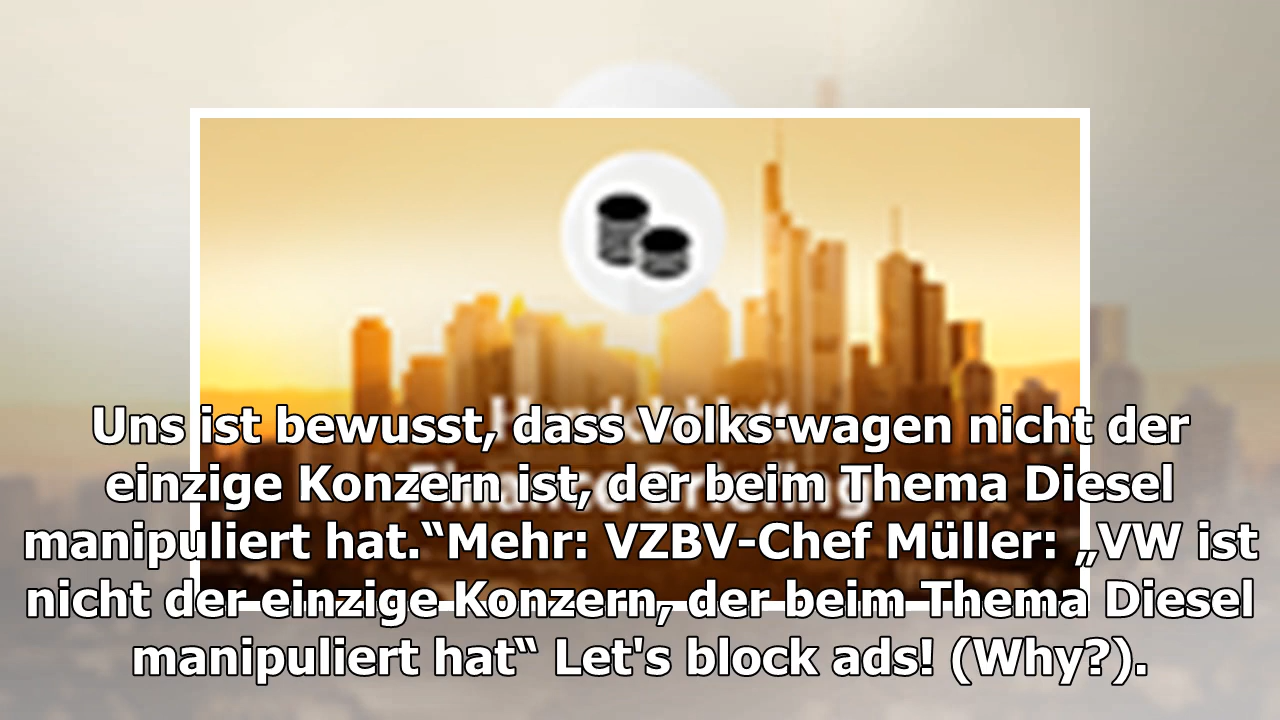 Uns ist bewusst, dass Volks·wagen nicht der
einzige Konzern ist, der beim Thema Diesel
manipuliert hat.“Mehr: VZBV-Chef Müller: „VW ist
nicht der einzige Konzern, der beim Thema Diesel
manipuliert hat“ Let's block ads! (Why?).